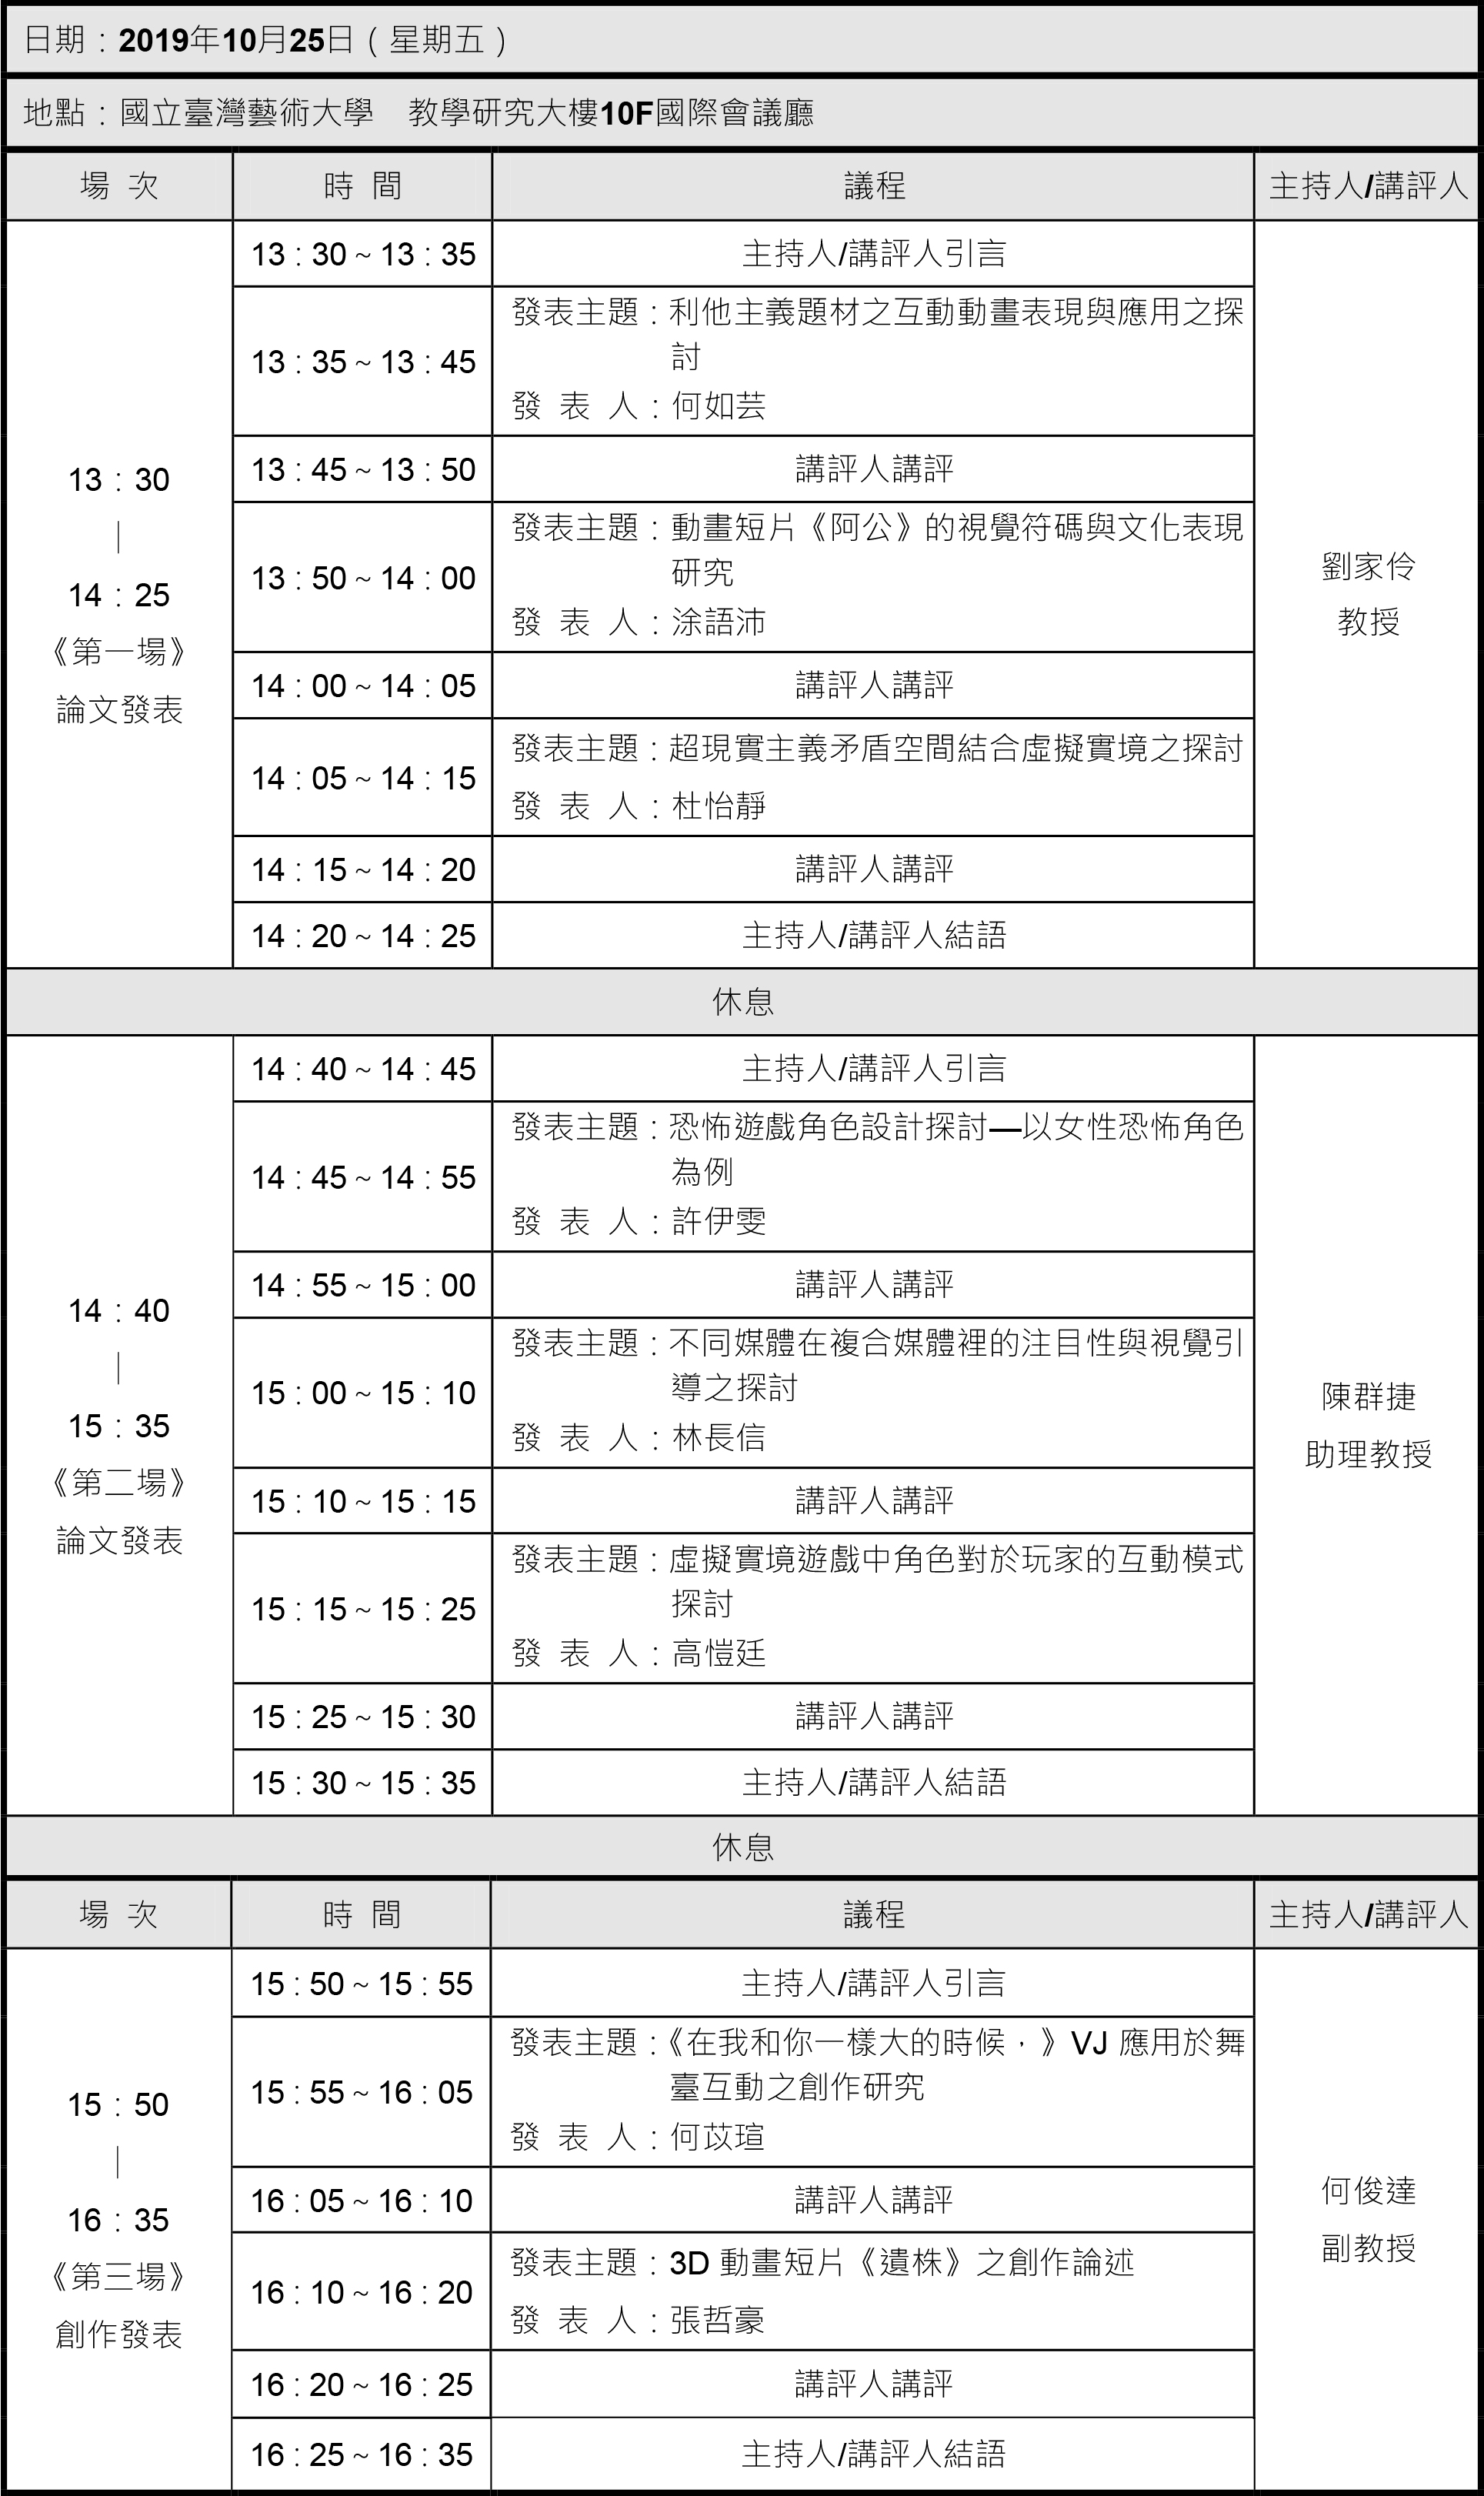 日期：2019年10月25日（星期五）
地點：國立臺灣藝術大學　教學研究大樓10F國際會議廳
場 次 時 間 議程 主持人/講評人
13：30
｜
14：25
《第一場》
論文發表
13：30～13：35 主持人/講評人引言
13：35～13：45
發表主題：利他主義題材之互動動畫表現與應用之探
討
發 表 人：何如芸
13：45～13：50 講評人講評
13：50～14：00
發表主題：動畫短片《阿公》的視覺符碼與文化表現
研究
發 表 人：涂語沛
14：00～14：05 講評人講評
14：05～14：15
發表主題：超現實主義矛盾空間結合虛擬實境之探討
發 表 人：杜怡靜
14：15～14：20 講評人講評
14：20～14：25 主持人/講評人結語
劉家伶
教授
休息
14：40
｜
15：35
《第二場》
論文發表
14：40～14：45 主持人/講評人引言
14：45～14：55
發表主題：恐怖遊戲角色設計探討—以女性恐怖角色
為例
發 表 人：許伊雯
14：55～15：00 講評人講評
15：00～15：10
發表主題：不同媒體在複合媒體裡的注目性與視覺引
導之探討
發 表 人：林長信
15：10～15：15 講評人講評
15：15～15：25
發表主題：虛擬實境遊戲中角色對於玩家的互動模式
探討
發 表 人：高愷廷
15：25～15：30 講評人講評
15：30～15：35 主持人/講評人結語
陳群捷
助理教授
休息
場 次 時 間 議程 主持人/講評人
15：50
｜
16：35
《第三場》
創作發表
15：50～15：55 主持人/講評人引言
15：55～16：05
發表主題：《在我和你一樣大的時候，》VJ 應用於舞
臺互動之創作研究
發 表 人：何苡瑄
16：05～16：10 講評人講評
16：10～16：20
發表主題：3D 動畫短片《遺株》之創作論述
發 表 人：張哲豪
16：20～16：25 講評人講評
16：25～16：35 主持人/講評人結語
何俊達
副教授